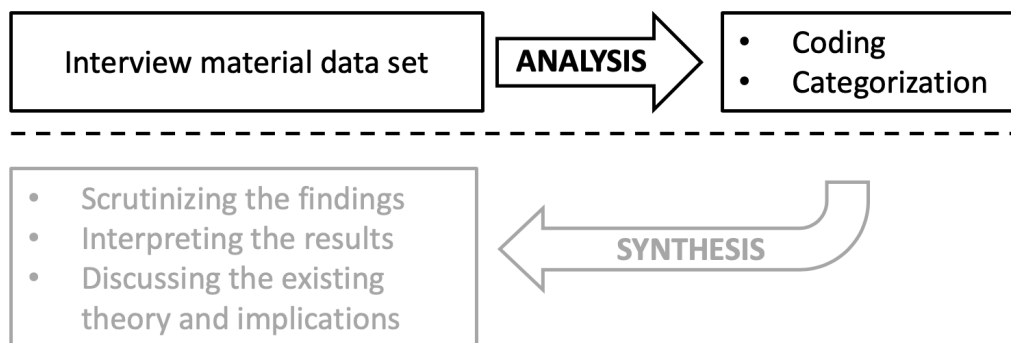 Interview material data set
ANALYSIS
• Coding
• Categorization
• Scrutinizing the findings
• Interpreting the results
• Discussing the existing
theory and implications
SYNTHESIS